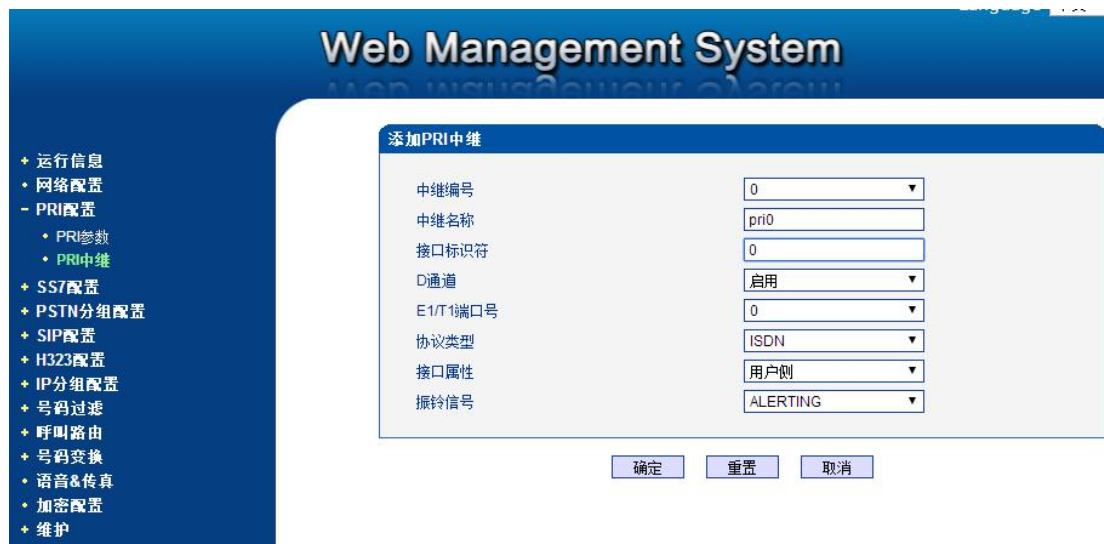 Language 中文
Web Management System
+ 运行信息
• 网络配置
- PRI配置
• PRI参数
• PRI中继
+ SS7配置
+ PSTN分组配置
+ SIP配置
+ H323配置
+ IP分组配置
+ 号码过滤
+ 呼叫路由
+ 号码变换
• 语音&传真
• 加密配置
+ 维护
添加PRI中继
中继编号 0
中继名称 pri0
接口标识符 0
D通道 启用
E1/T1端口号 0
协议类型 ISDN
接口属性 用户侧
振铃信号 ALERTING
确定 重置 取消